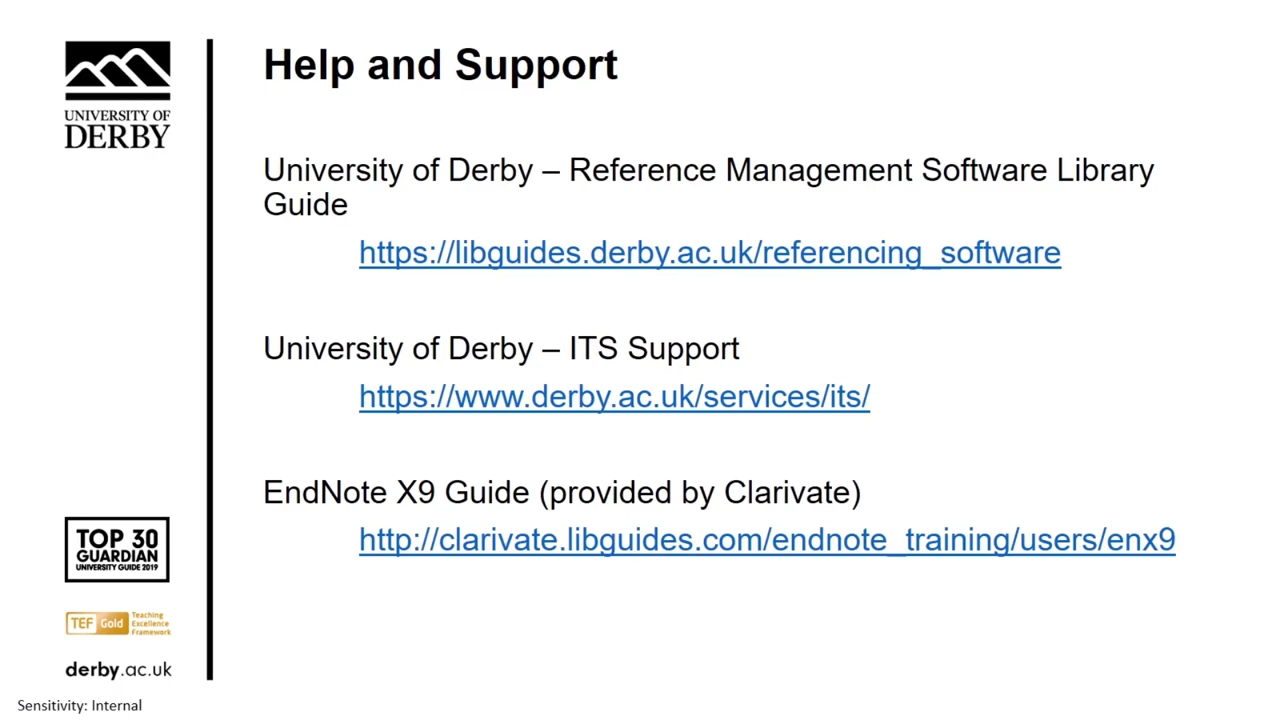 UNIVERSITY OF
DERBY
Help and Support
University of Derby – Reference Management Software Library
Guide
https://libguides.derby.ac.uk/referencing_software
University of Derby – ITS Support
https://www.derby.ac.uk/services/its/
EndNote X9 Guide (provided by Clarivate)
http://clarivate.libguides.com/endnote_training/users/enx9
TOP 30
GUARDIAN
UNIVERSITY GUIDE 2019
TEF Gold
Teaching
Excellence
Framework
derby.ac.uk
Sensitivity: Internal